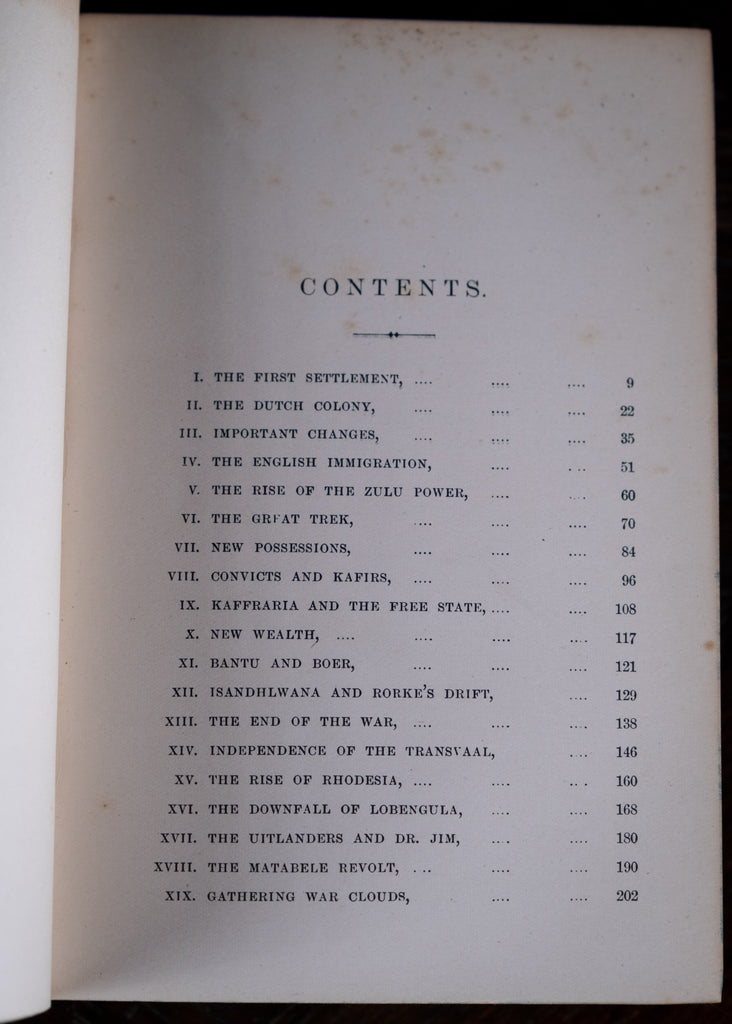 CONTENTS.
I. THE FIRST SETTLEMENT, .... .... .... 9
II. THE DUTCH COLONY, .... .... .... 22
III. IMPORTANT CHANGES, .... .... .... 35
IV. THE ENGLISH IMMIGRATION, .... .... 51
V. THE RISE OF THE ZULU POWER, .... .... 60
VI. THE GREAT TREK, .... .... .... 70
VII. NEW POSSESSIONS, .... .... .... 84
VIII. CONVICTS AND KAFIRS, .... .... .... 96
IX. KAFFRARIA AND THE FREE STATE, .... .... 108
X. NEW WEALTH, .... .... .... .... 117
XI. BANTU AND BOER, .... .... .... 121
XII. ISANDHLWANA AND RORKE'S DRIFT, .... 129
XIII. THE END OF THE WAR, .... .... .... 138
XIV. INDEPENDENCE OF THE TRANSVAAL, .... 146
XV. THE RISE OF RHODESIA, .... .... .... 160
XVI. THE DOWNFALL OF LOBENGULA, .... .... 168
XVII. THE UITLANDERS AND DR. JIM, .... .... 180
XVIII. THE MATABELE REVOLT, .... .... .... 190
XIX. GATHERING WAR CLOUDS, .... .... 202